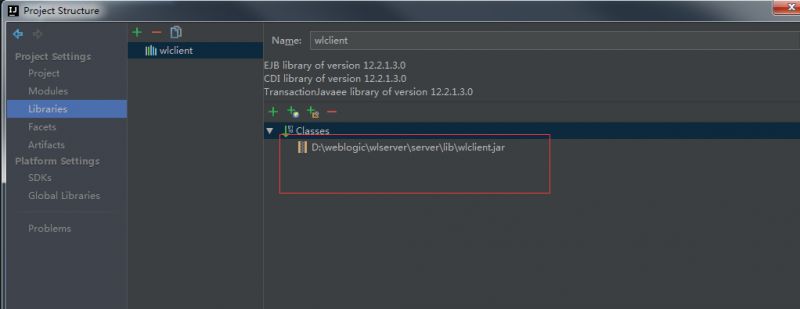 Project Structure
Project Settings
Project
Modules
Libraries
Facets
Artifacts
Platform Settings
SDKs
Global Libraries
Problems
wlclient
Name: wlclient
EJB library of version 12.2.1.3.0
CDI library of version 12.2.1.3.0
TransactionJavaee library of version 12.2.1.3.0
Classes
D:\weblogic\wlserver\server\lib\wlclient.jar